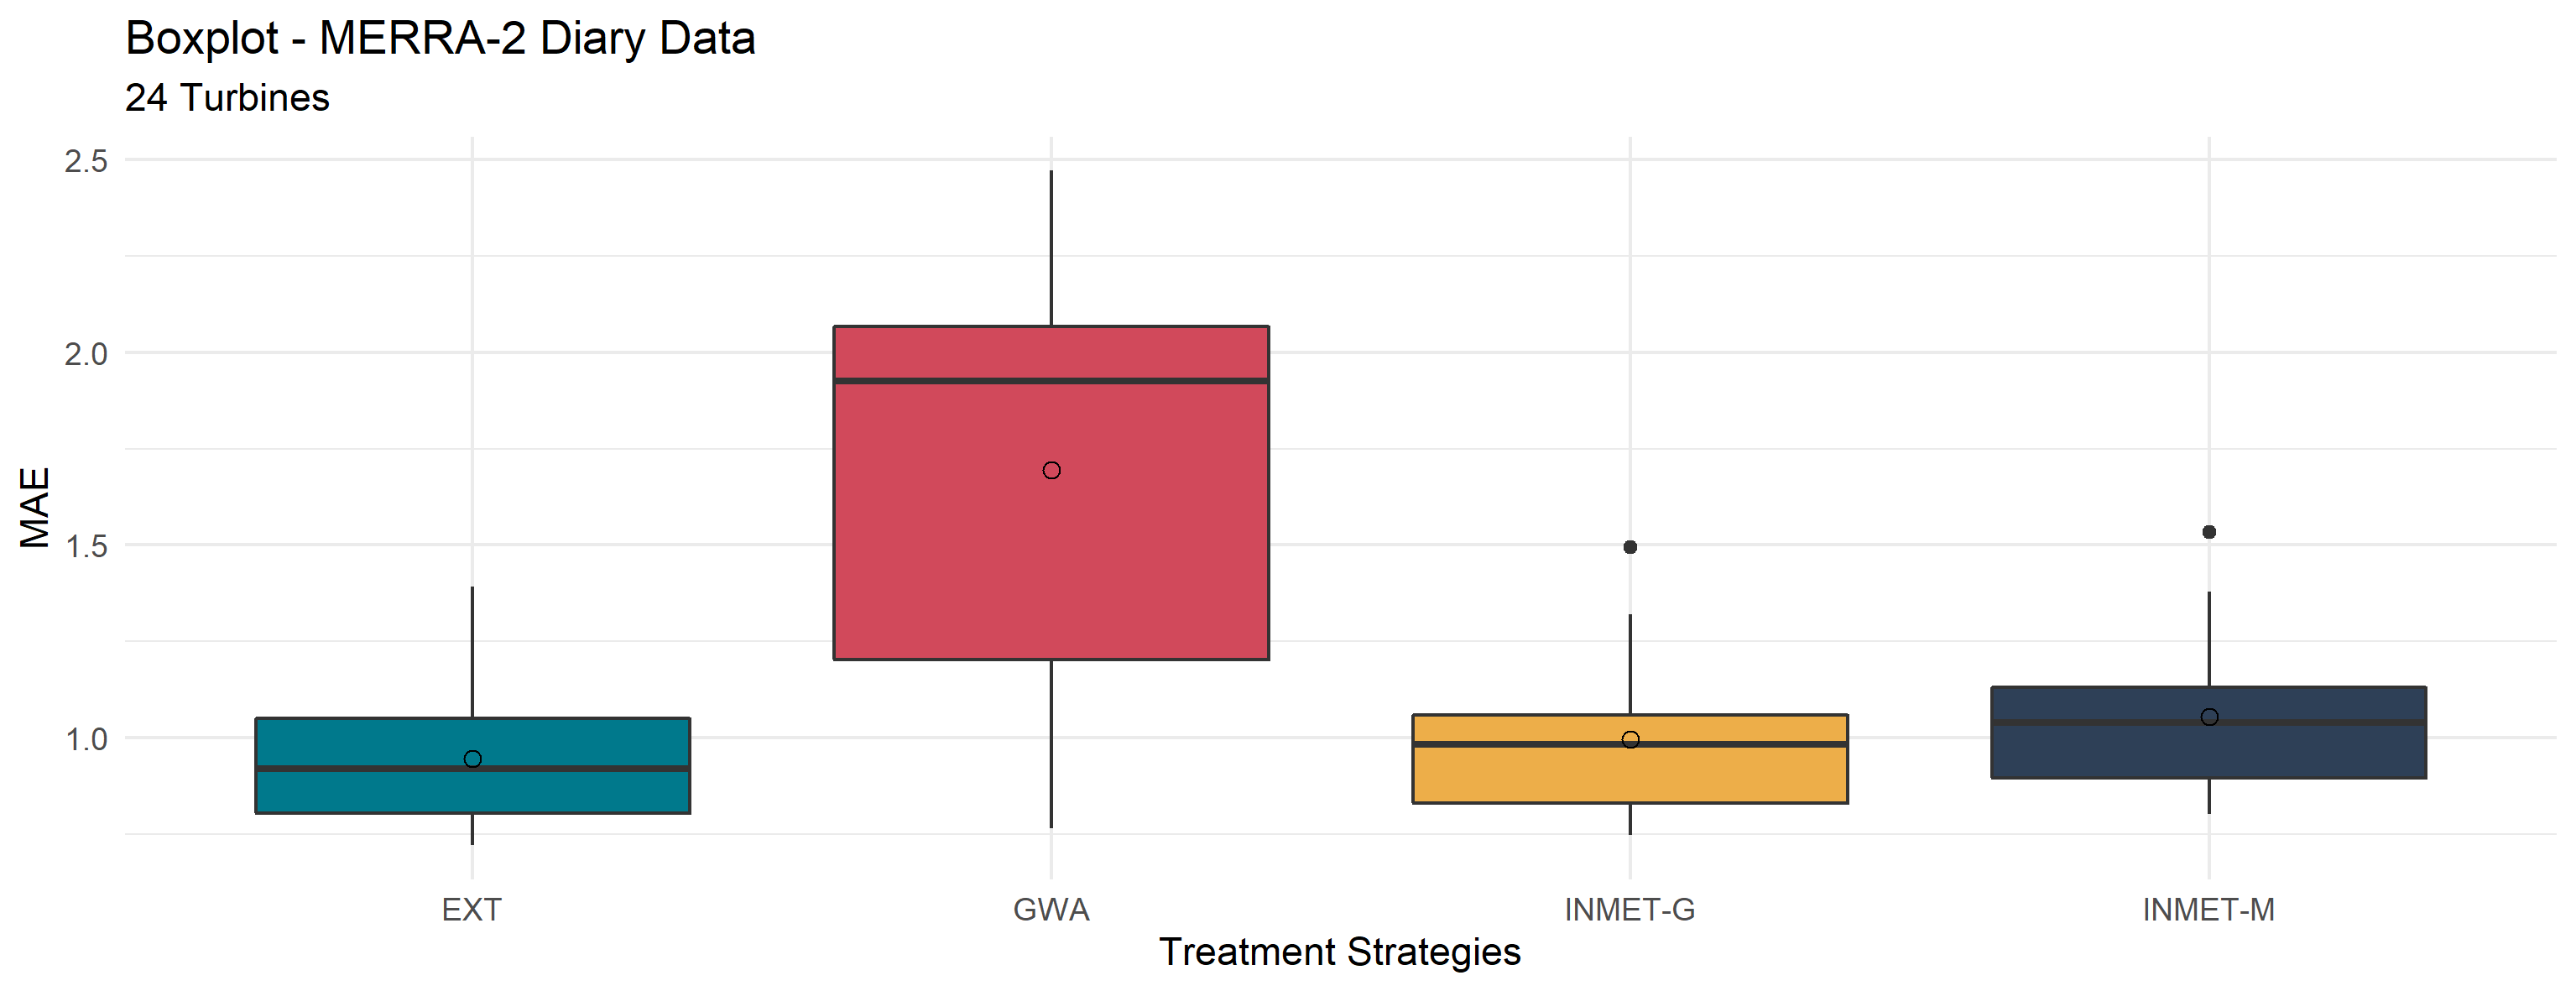 Boxplot - MERRA-2 Diary Data
24 Turbines
2.5
2.0
1.5
1.0
MAE
EXT
GWA
INMET-G
INMET-M
Treatment Strategies